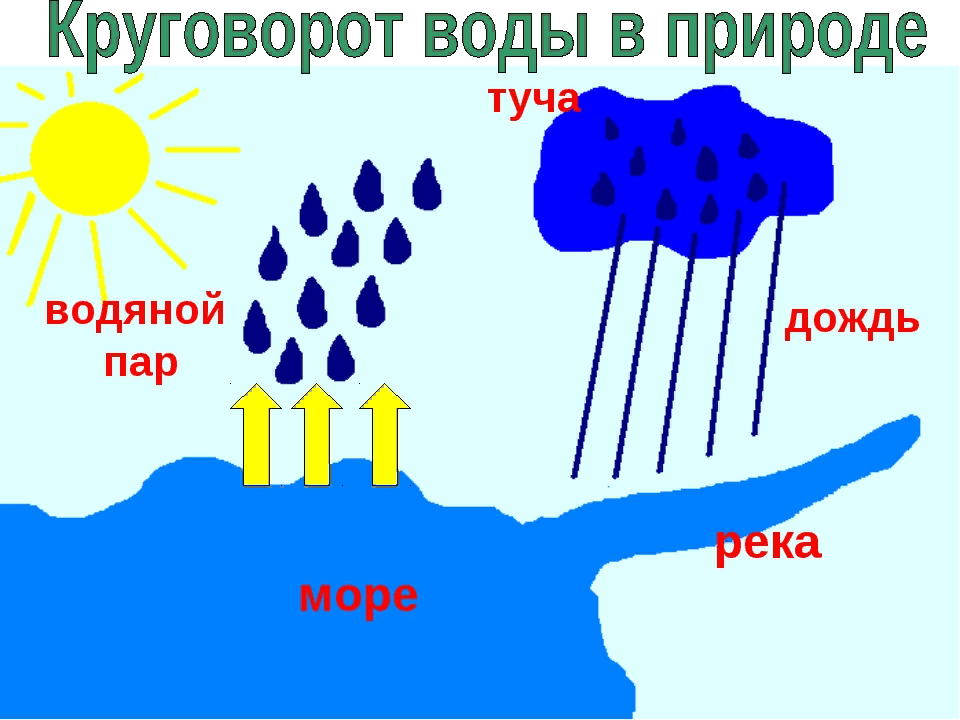 Круговорот воды в природе
туча
водяной
пар
дождь
река
море